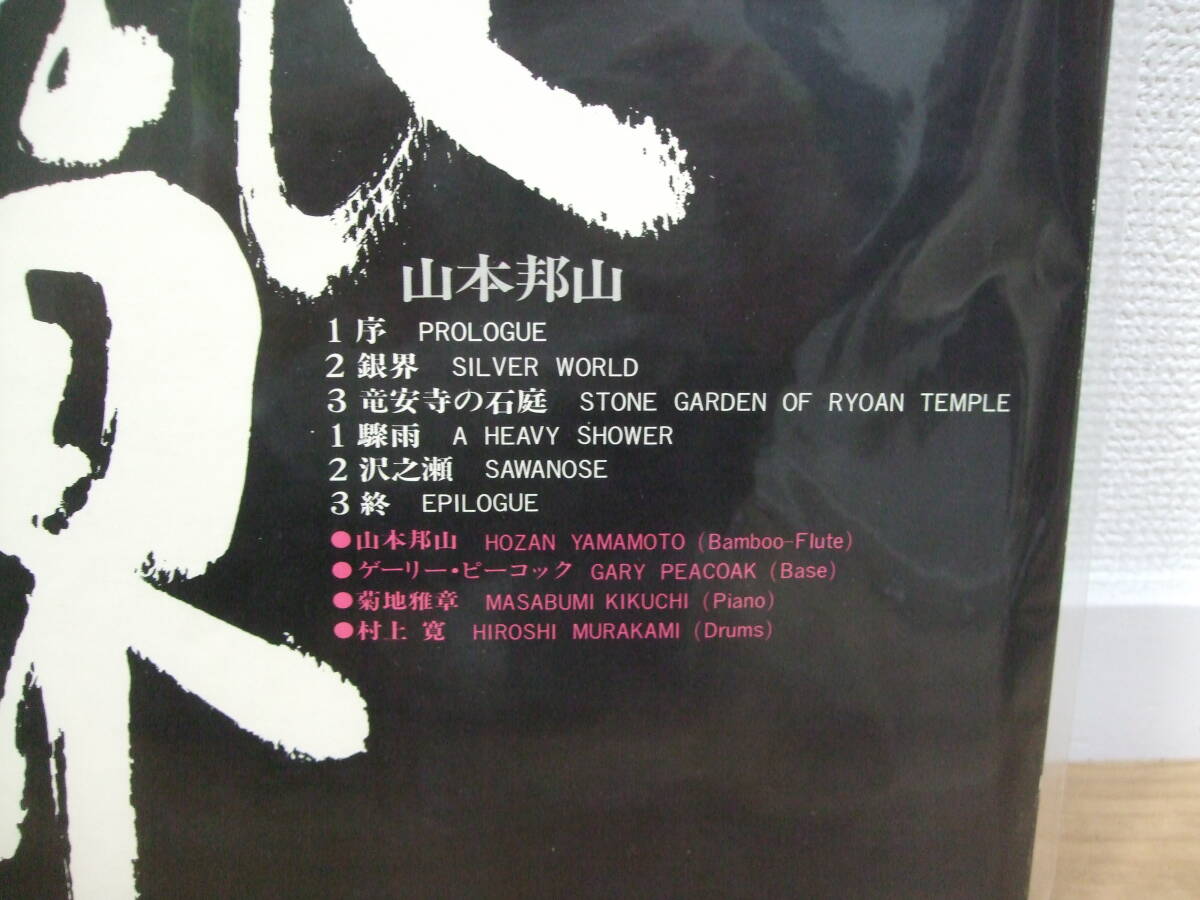 山本邦山
1 序 PROLOGUE
2 銀界 SILVER WORLD
3 竜安寺の石庭 STONE GARDEN OF RYOAN TEMPLE
1 驟雨 A HEAVY SHOWER
2 沢之瀬 SAWANOSE
3 終 EPILOGUE
●山本邦山 HOZAN YAMAMOTO (Bamboo-Flute)
●ゲーリー・ピーコック GARY PEACOAK (Base)
●菊地雅章 MASABUMI KIKUCHI (Piano)
●村上 寛 HIROSHI MURAKAMI (Drums)